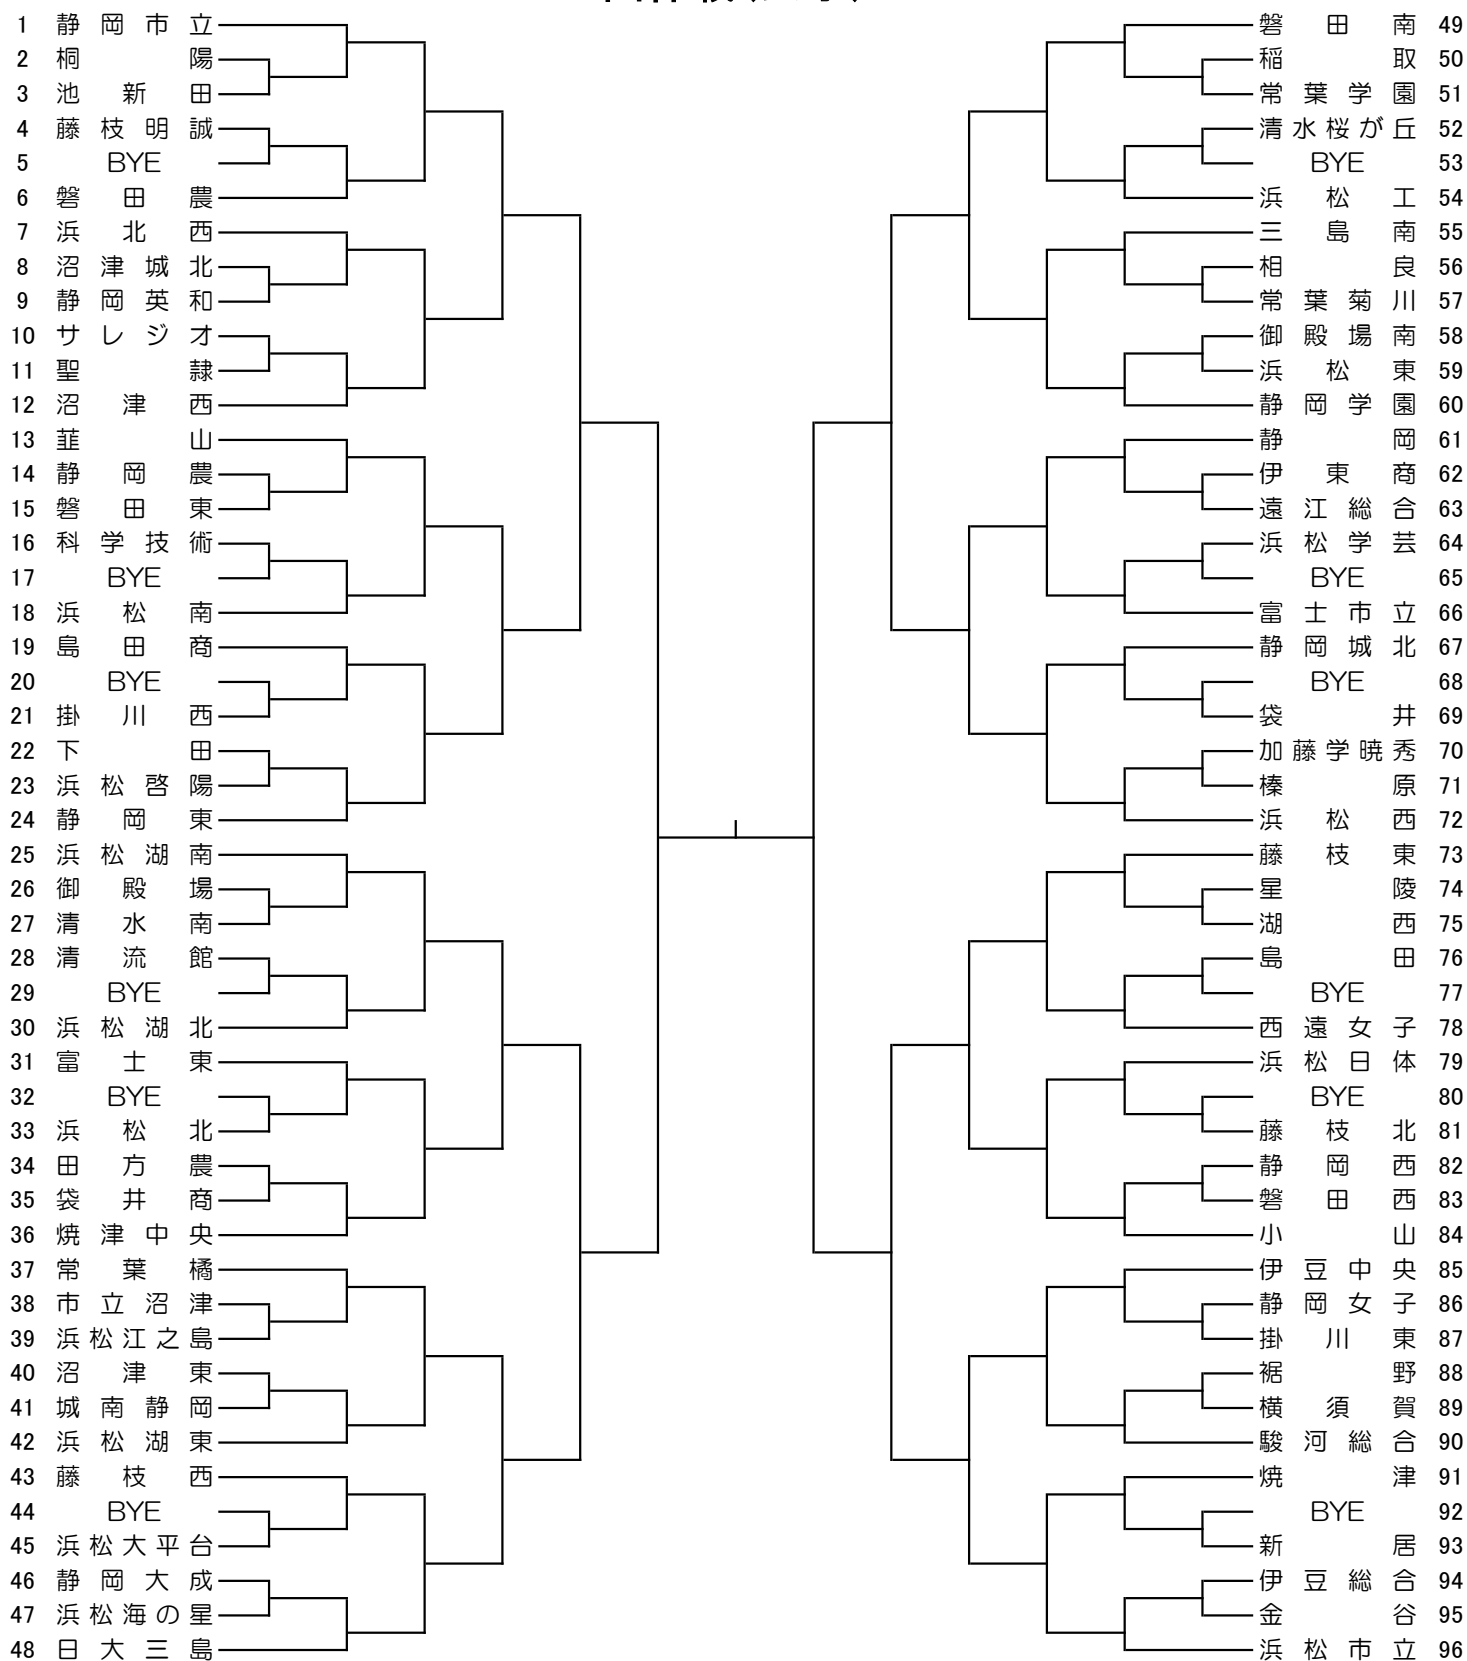 1 静岡市立
2 桐陽
3 池新田
4 藤枝明誠
5 BYE
6 磐田農
7 浜北西
8 沼津城北
9 静岡英和
10 サレジオ
11 聖隷
12 沼津西
13 韮山
14 静岡農
15 磐田東
16 科学技術
17 BYE
18 浜松南
19 島田商
20 BYE
21 掛川西
22 下田
23 浜松啓陽
24 静岡東
25 浜松湖南
26 御殿場
27 清水南
28 清流館
29 BYE
30 浜松湖北
31 富士東
32 BYE
33 浜松北
34 田方農
35 袋井商
36 焼津中央
37 常葉橘
38 市立沼津
39 浜松江之島
40 沼津東
41 城南静岡
42 浜松湖東
43 藤枝西
44 BYE
45 浜松大平台
46 静岡大成
47 浜松海の星
48 日大三島
磐田南 49
稲取 50
常葉学園 51
清水桜が丘 52
BYE 53
浜松工 54
三島南 55
相良 56
常葉菊川 57
御殿場南 58
浜松東 59
静岡学園 60
静岡 61
伊東商 62
遠江総合 63
浜松学芸 64
BYE 65
富士市立 66
静岡城北 67
BYE 68
袋井 69
加藤学暁秀 70
榛原 71
浜松西 72
藤枝東 73
星陵 74
湖西 75
島田 76
BYE 77
西遠女子 78
浜松日体 79
BYE 80
藤枝北 81
静岡西 82
磐田西 83
小山 84
伊豆中央 85
静岡女子 86
掛川東 87
裾野 88
横須賀 89
駿河総合 90
焼津 91
BYE 92
新居 93
伊豆総合 94
金谷 95
浜松市立 96